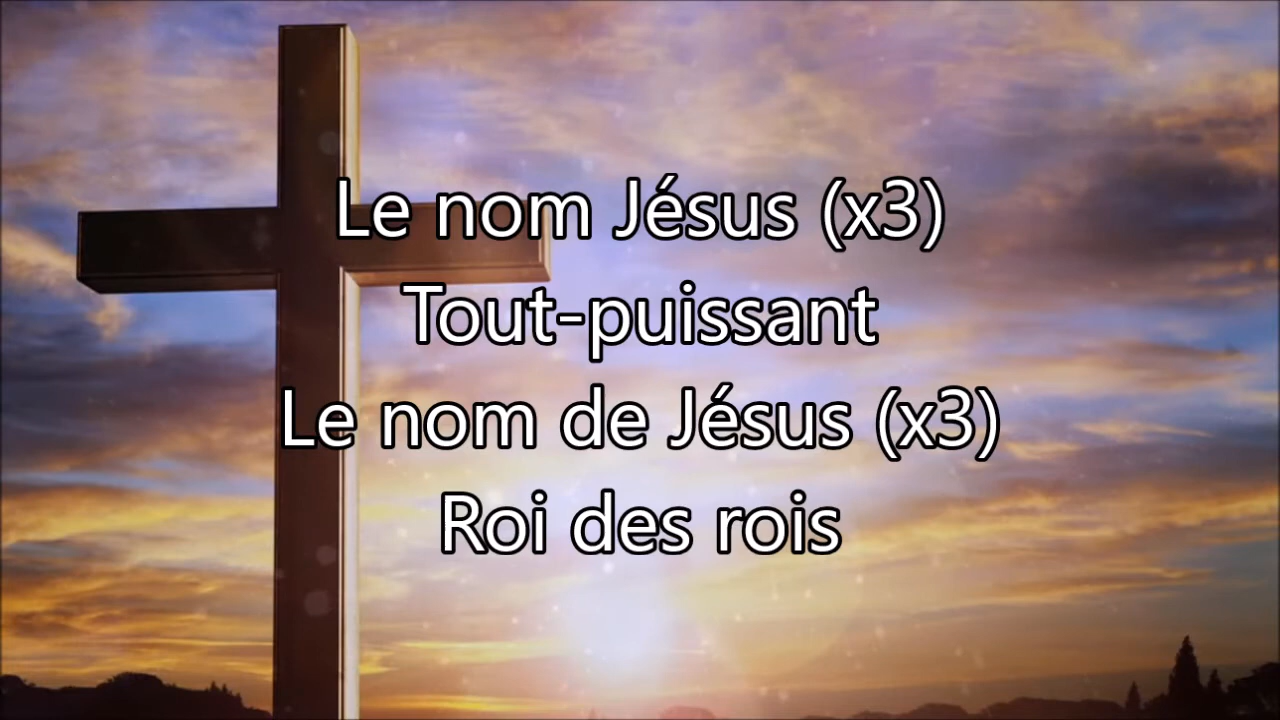 Le nom Jésus (x3)
Tout-puissant
Le nom de Jésus (x3)
Roi des rois